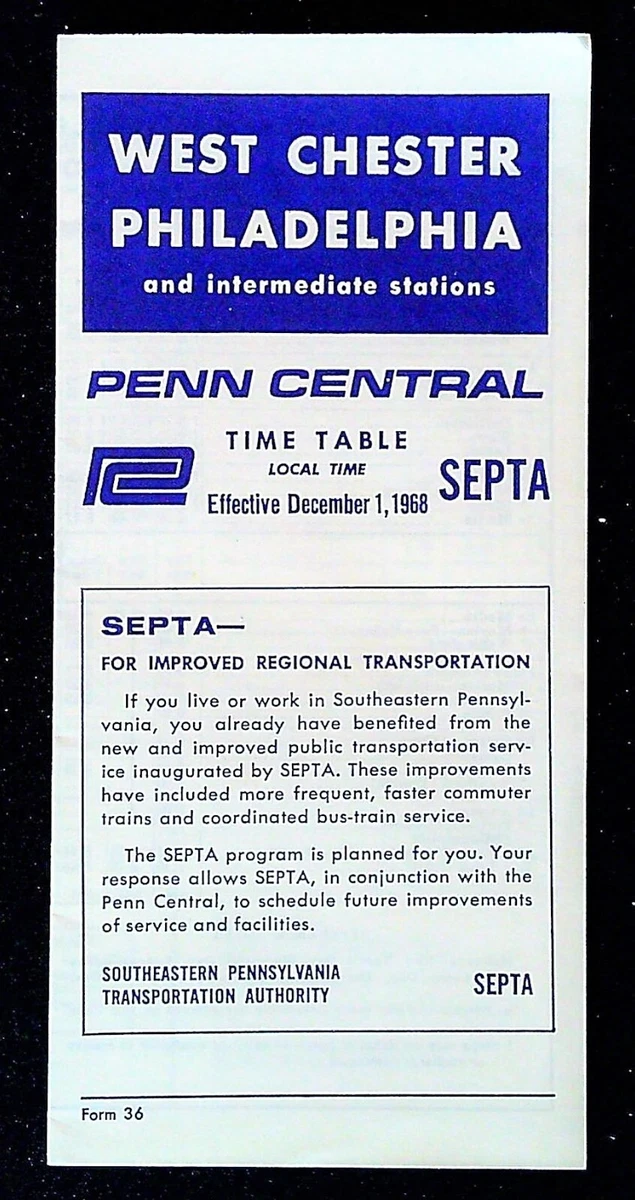 WEST CHESTER
PHILADELPHIA
and intermediate stations
PENN CENTRAL
TIME TABLE
LOCAL TIME
Effective December 1, 1968
SEPTA
SEPTA—
FOR IMPROVED REGIONAL TRANSPORTATION
If you live or work in Southeastern Pennsyl-
vania, you already have benefited from the
new and improved public transportation serv-
ice inaugurated by SEPTA. These improvements
have included more frequent, faster commuter
trains and coordinated bus-train service.
The SEPTA program is planned for you. Your
response allows SEPTA, in conjunction with the
Penn Central, to schedule future improvements
of service and facilities.
SOUTHEASTERN PENNSYLVANIA
TRANSPORTATION AUTHORITY
SEPTA
Form 36